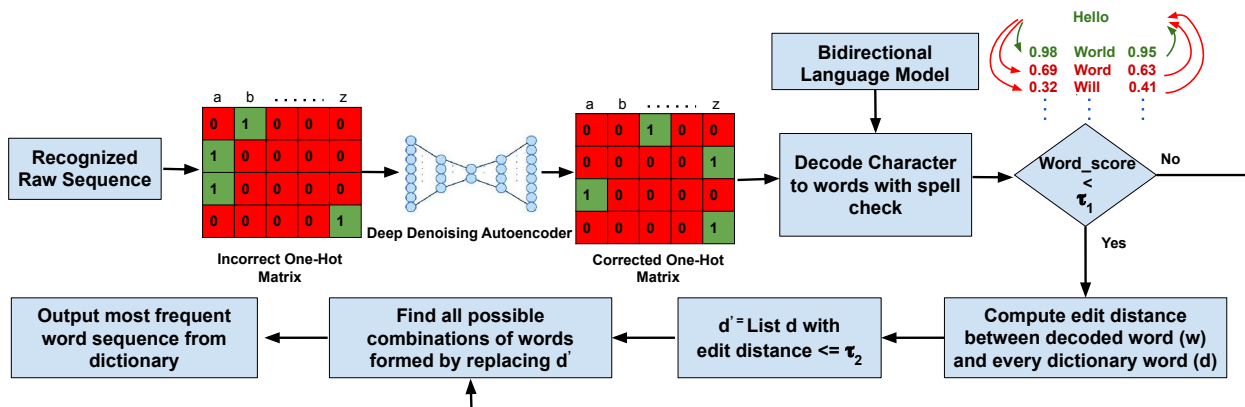 Recognized
Raw Sequence
a b . . . . . . z
0 1 0 0 0
1 0 0 0 0
1 0 0 0 0
0 0 0 0 1
Incorrect One-Hot
Matrix
Deep Denoising Autoencoder
a b . . . . . . z
0 0 1 0 0
0 0 0 0 1
1 0 0 0 0
0 0 0 0 1
Corrected One-Hot
Matrix
Bidirectional
Language Model
Decode Character
to words with spell
check
Hello
0.98 World 0.95
0.69 Word 0.63
0.32 Will 0.41
Word_score
<
τ1
No
Yes
Compute edit distance
between decoded word (w)
and every dictionary word (d)
d' = List d with
edit distance <= τ2
Find all possible
combinations of words
formed by replacing d'
Output most frequent
word sequence from
dictionary